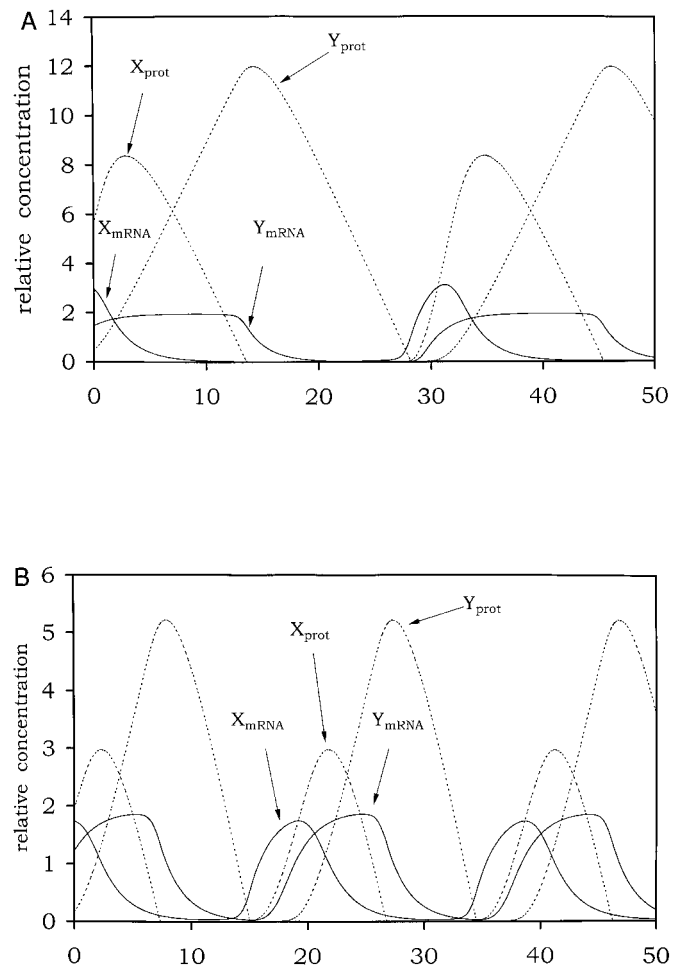 A
14
12
10
8
6
4
2
0
relative concentration
X_prot
Y_prot
X_mRNA
Y_mRNA
0 10 20 30 40 50
B
6
5
4
3
2
1
0
relative concentration
Y_prot
X_prot
X_mRNA
Y_mRNA
0 10 20 30 40 50